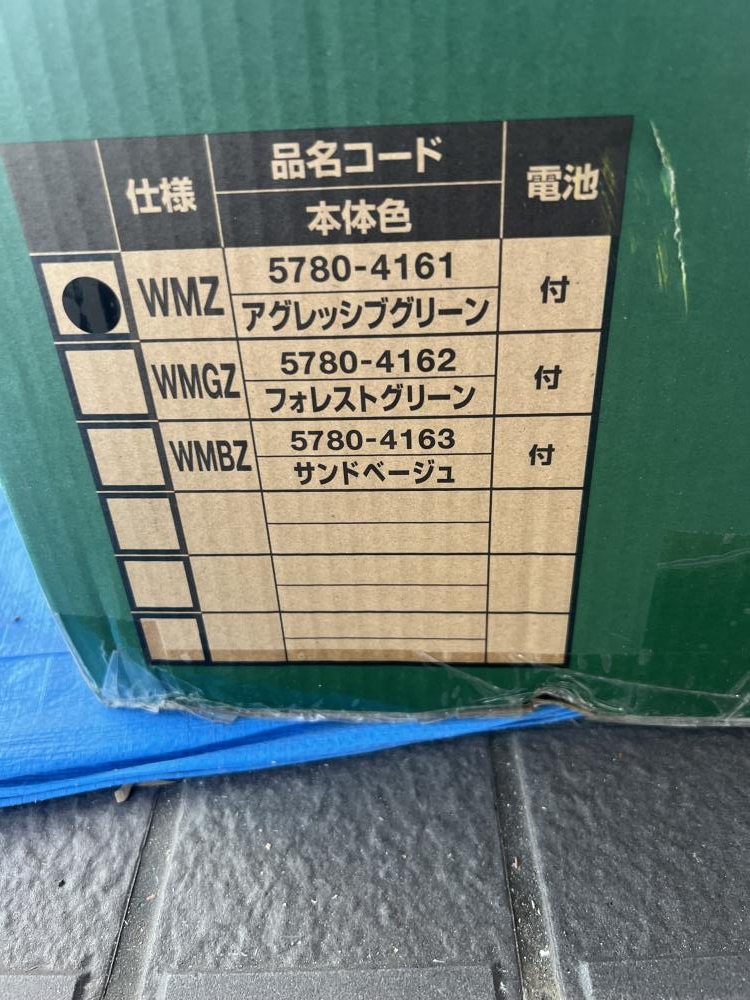 仕様 品名コード 電池
本体色
WMZ 5780-4161 付
アグレッシブグリーン
WMGZ 5780-4162 付
フォレストグリーン
WMBZ 5780-4163 付
サンドベージュ